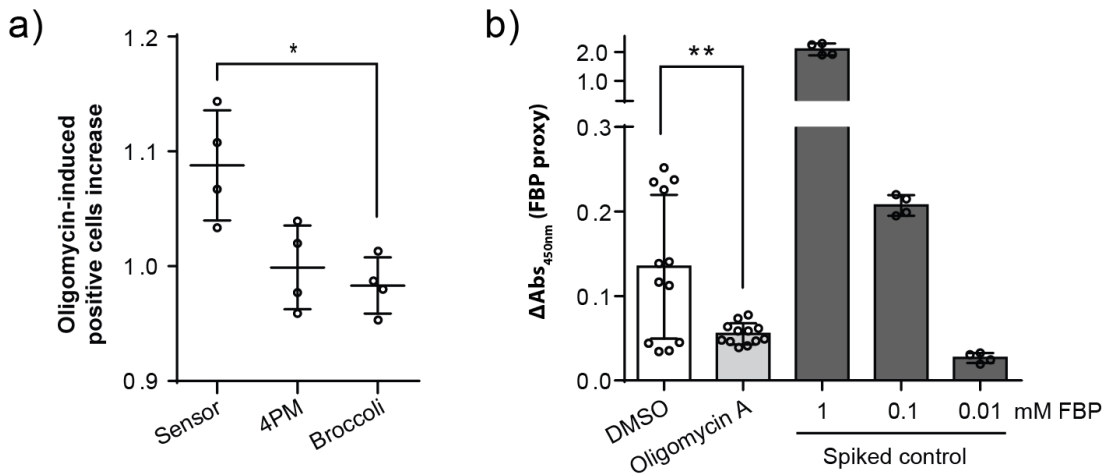 a)
Oligomycin-induced
positive cells increase
1.2
1.1
1.0
0.9
*
Sensor
4PM
Broccoli
b)
ΔAbs450nm (FBP proxy)
2.0
1.0
0.3
0.2
0.1
0.0
**
DMSO
Oligomycin A
1 0.1 0.01 mM FBP
Spiked control